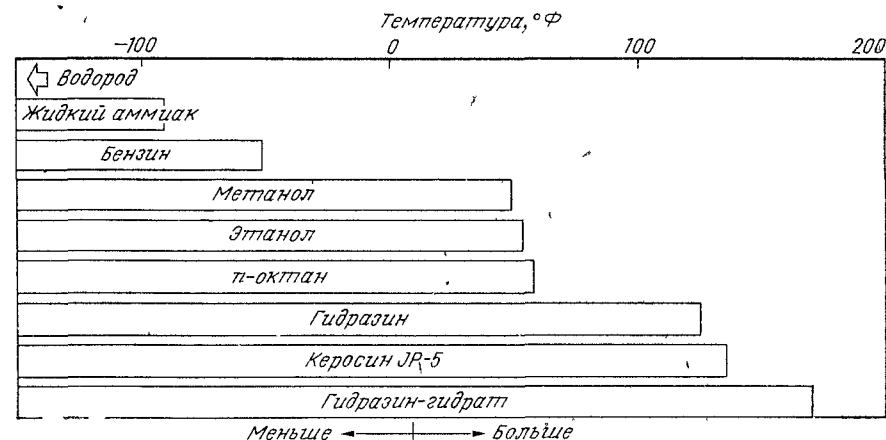 Температура, °Ф
-100 0 100 200
Водород
Жидкий аммиак
Бензин
Метанол
Этанол
п-октан
Гидразин
Керосин JP-5
Гидразин-гидрат
Меньше Больше